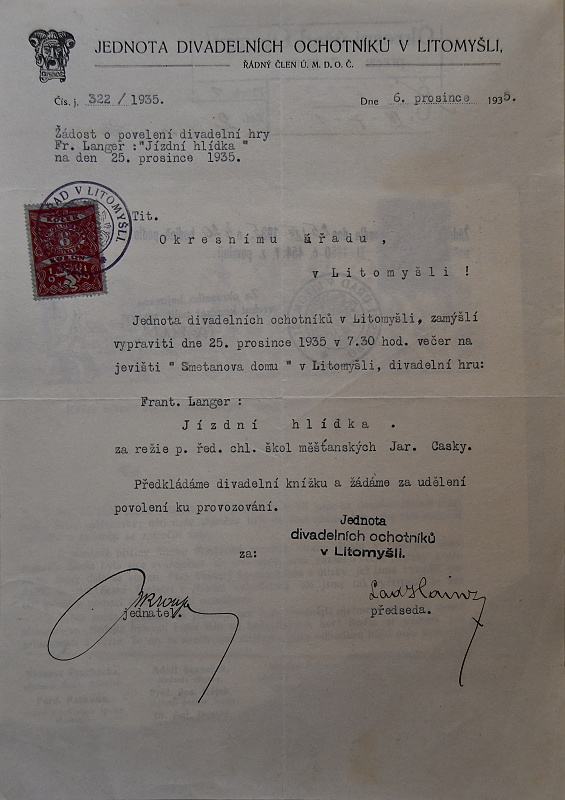 JEDNOTA DIVADELNÍCH OCHOTNÍKŮ V LITOMYŠLI,
ŘÁDNÝ ČLEN Ú. M. D. O. Č.
Čís. j. 322/1935.
Dne 6. prosince 1935.
Žádost o povelení divadelní hry
Fr. Langer :"Jízdní hlídka "
na den 25. prosince 1935.
V LITOMYŠLI.
KOLEK
Tit.
Okresnímu úřadu,
v Litomyšli !
Jednota divadelních ochotníků v Litomyšli, zamýšlí
vypraviti dne 25. prosince 1935 v 7.30 hod. večer na
jevišti " Smetanova domu " v Litomyšli, divadelní hru:
Frant. Langer :
Jízdní hlídka .
za režie p. řed. chl. škol měšťanských Jar. Casky.
Předkládáme divadelní knížku a žádáme za udělení
povolení ku provozování.
Jednota
divadelních ochotníků
v Litomyšli.
za:
jednatel.
předseda.